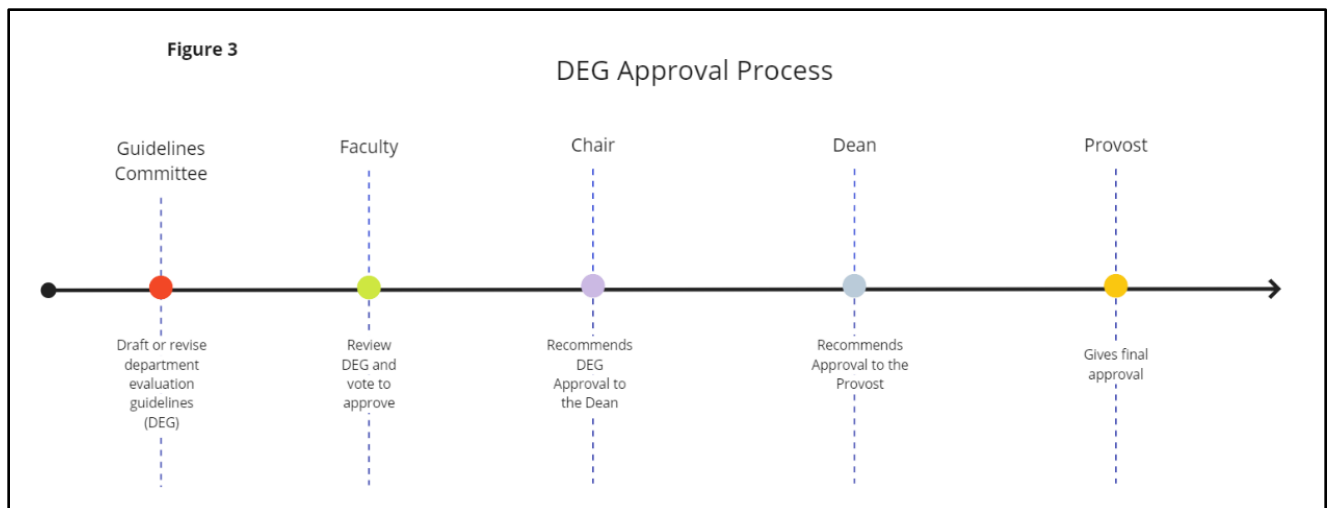 Figure 3
DEG Approval Process
Guidelines
Committee
Faculty
Chair
Dean
Provost
Draft or revise
department
evaluation
guidelines
(DEG)
Review
DEG and
vote to
approve
Recommends
DEG
Approval to
the Dean
Recommends
Approval to the
Provost
Gives final
approval